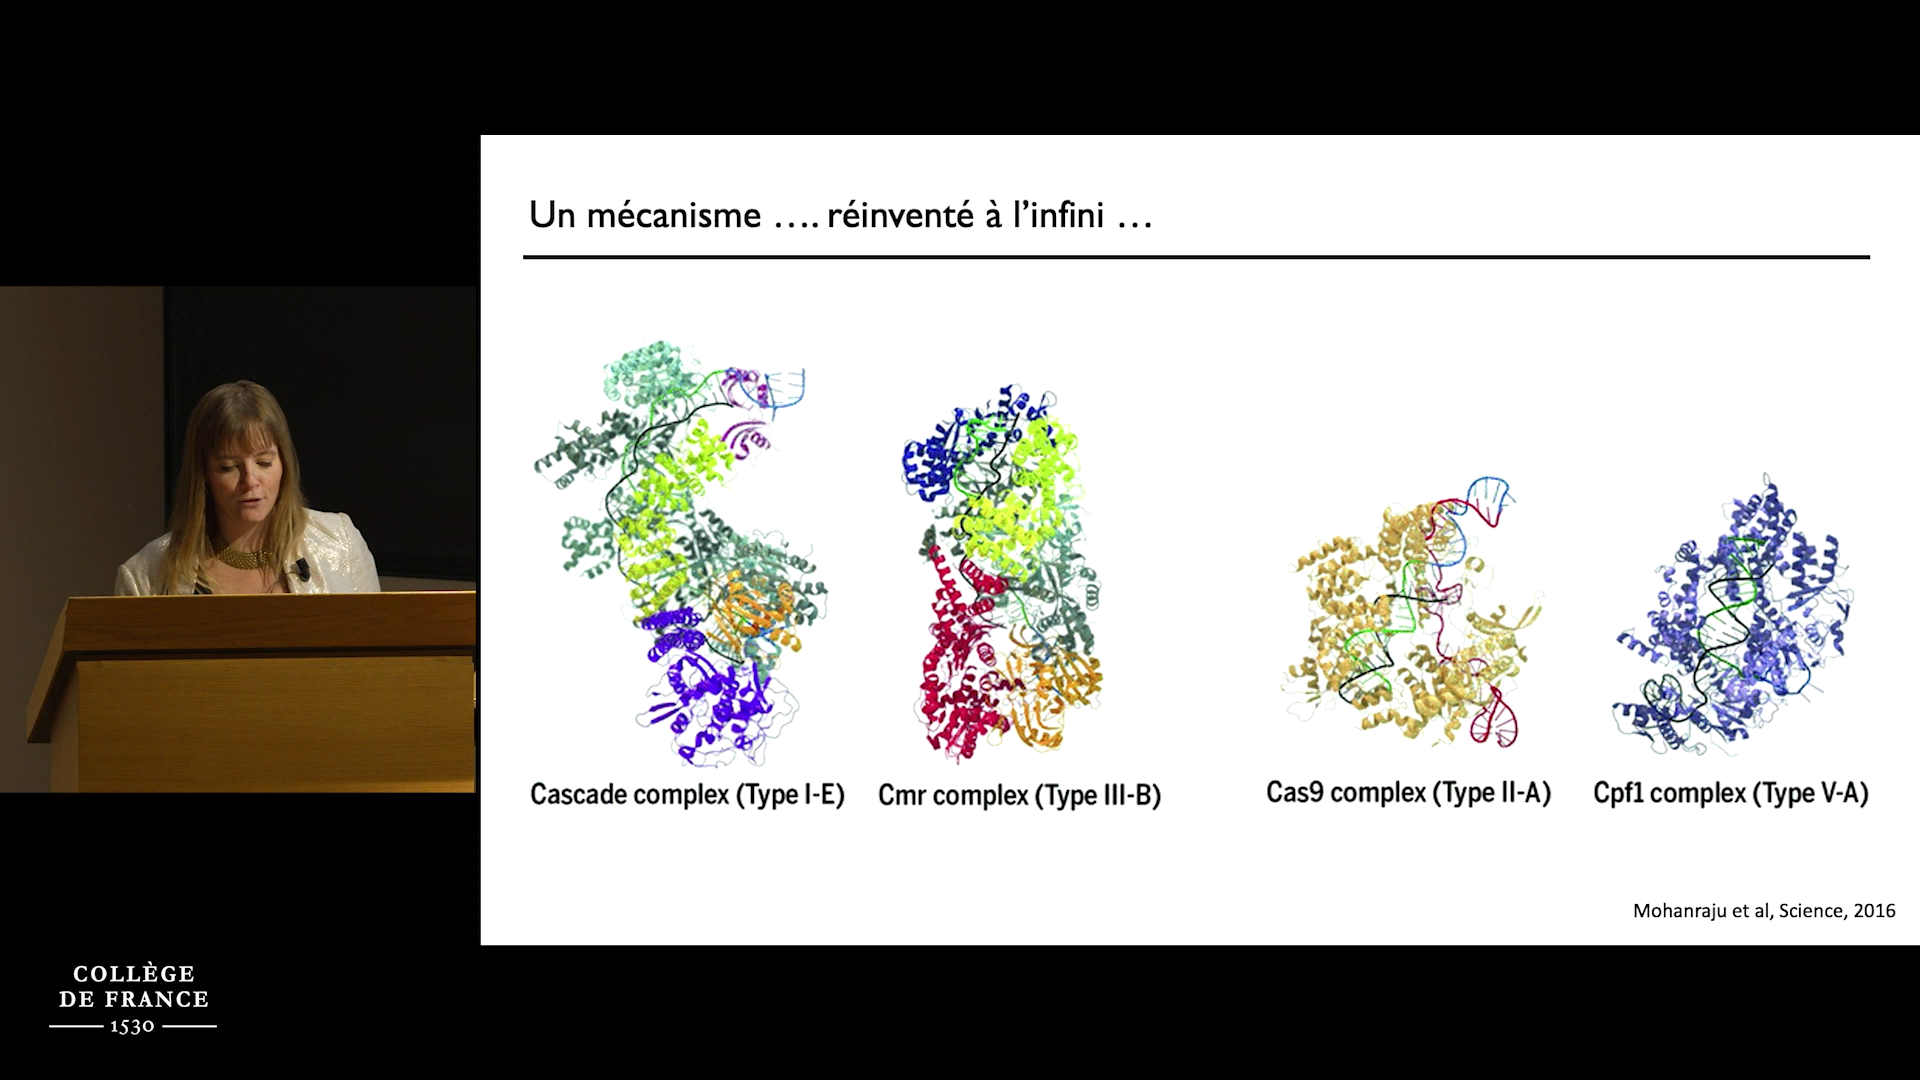 Un mécanisme …. réinventé à l’infini …
Cascade complex (Type I-E)
Cmr complex (Type III-B)
Cas9 complex (Type II-A)
Cpf1 complex (Type V-A)
Mohanraju et al, Science, 2016
COLLÈGE
DE FRANCE
1530